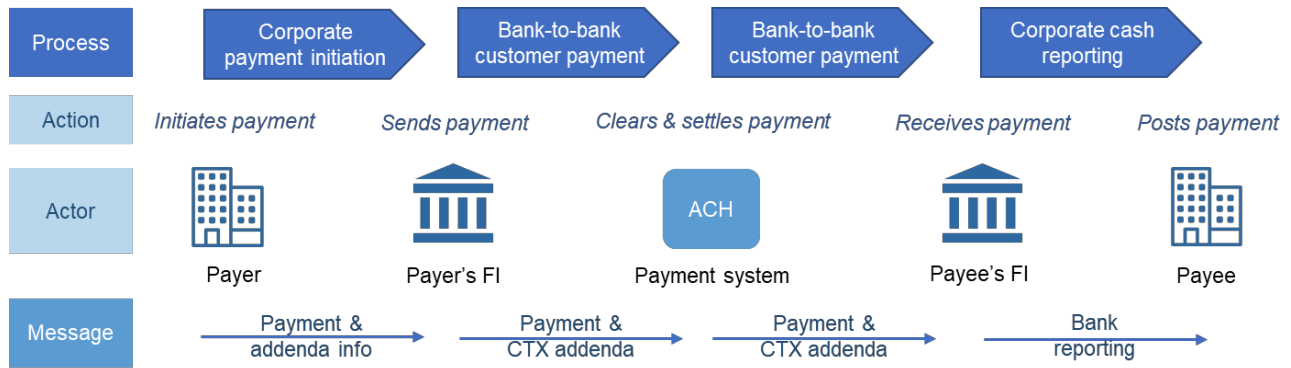 Process
Corporate
payment initiation
Bank-to-bank
customer payment
Bank-to-bank
customer payment
Corporate cash
reporting
Action
Initiates payment
Sends payment
Clears & settles payment
Receives payment
Posts payment
Actor
ACH
Payer
Payer's FI
Payment system
Payee's FI
Payee
Message
Payment &
addenda info
Payment &
CTX addenda
Payment &
CTX addenda
Bank
reporting